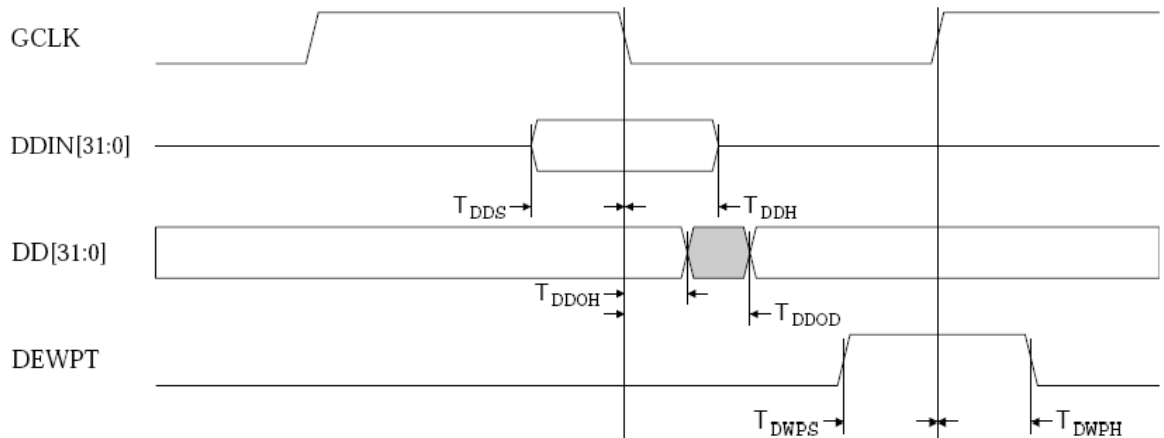 GCLK
DDIN[31:0]
TDDS
TDDH
DD[31:0]
TDDOH
TDDOD
DEWPT
TDWPS
TDWPH